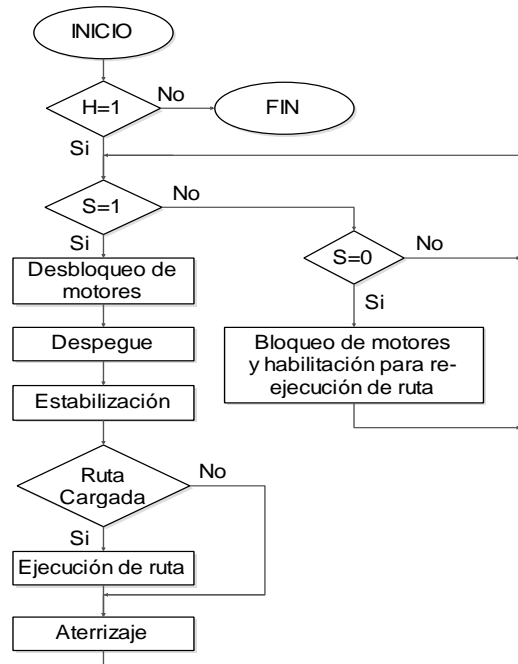 INICIO
H=1
No
FIN
Si
S=1
No
Si
S=0
No
Si
Desbloqueo de
motores
Despegue
Estabilización
Bloqueo de motores
y habilitación para re-
ejecución de ruta
Ruta
Cargada
No
Si
Ejecución de ruta
Aterrizaje